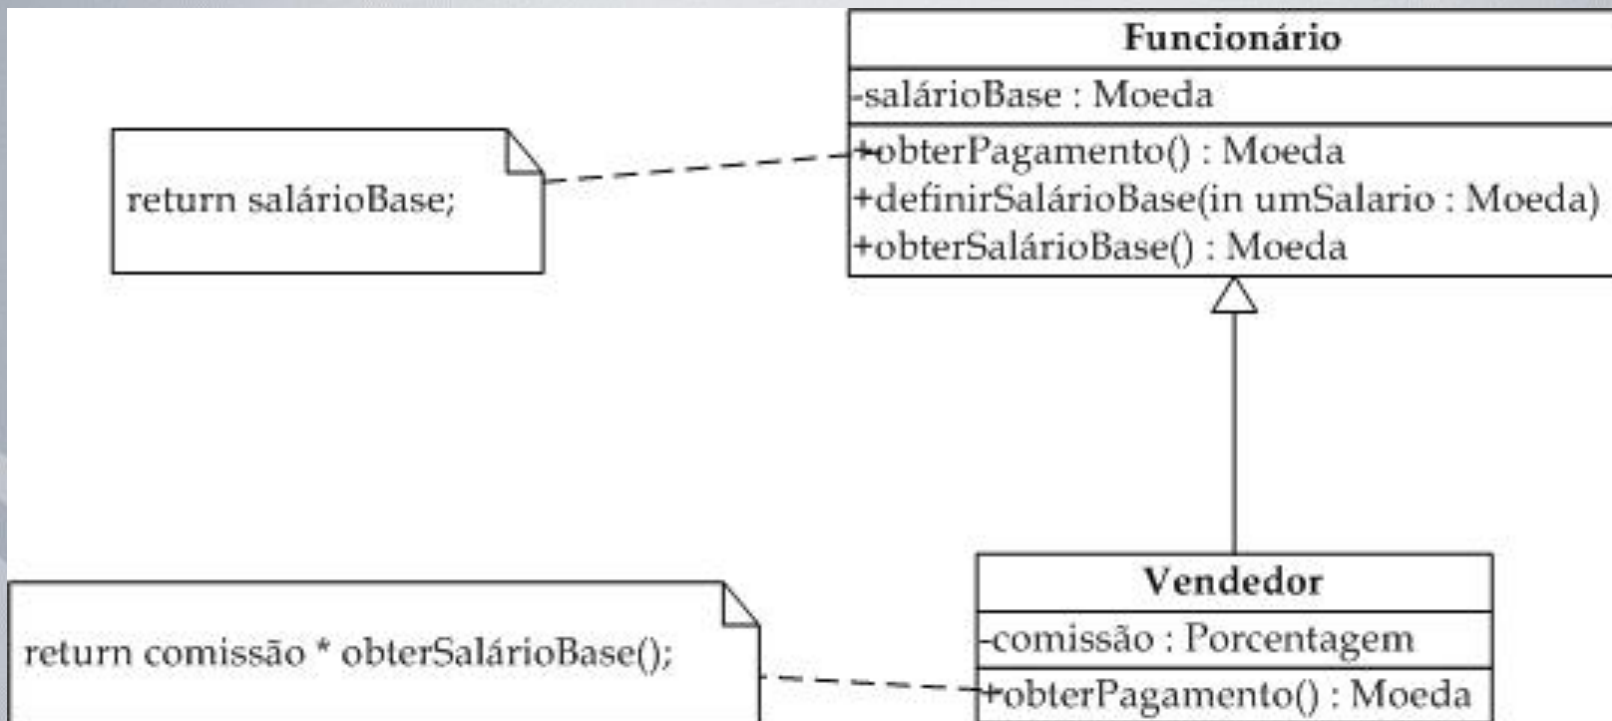 Funcionário
-salárioBase : Moeda
+obterPagamento() : Moeda
+definirSalárioBase(in umSalario : Moeda)
+obterSalárioBase() : Moeda
return salárioBase;
Vendedor
-comissão : Porcentagem
+obterPagamento() : Moeda
return comissão * obterSalárioBase();